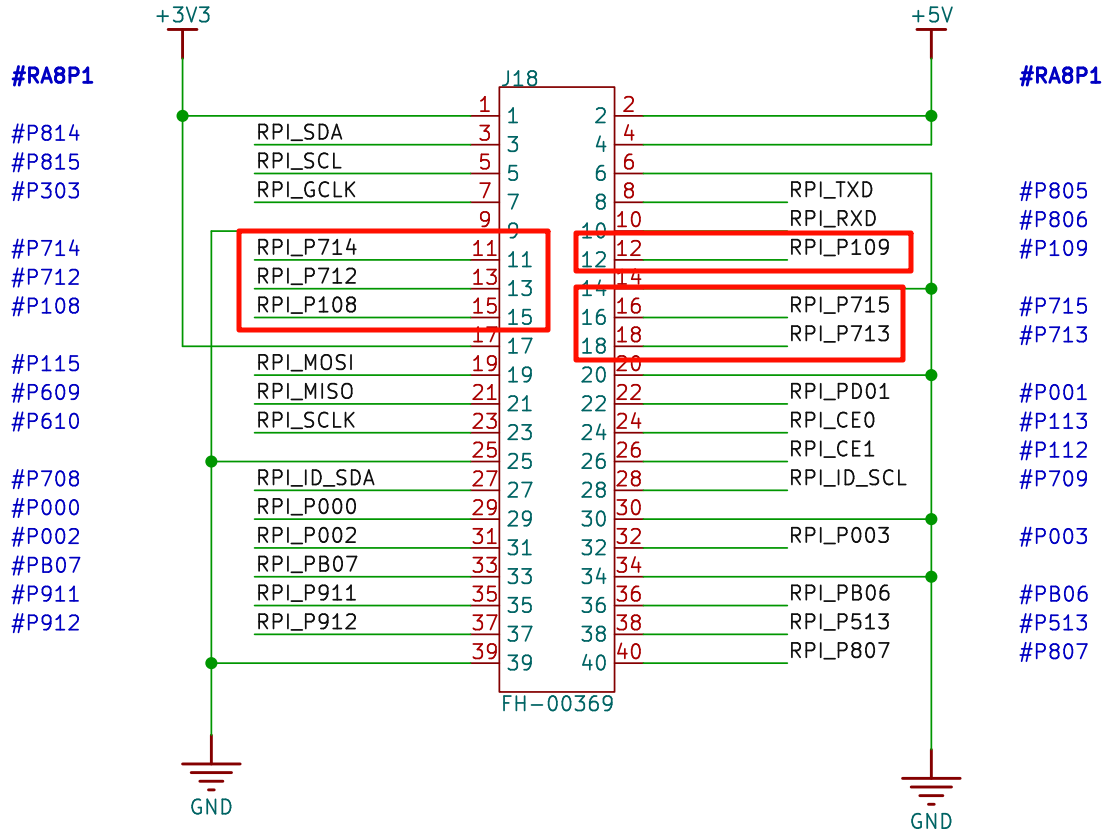 +3V3 +5V
#RA8P1 J18 #RA8P1
1 1 2 2
#P814 RPI_SDA 3 3 4 4
#P815 RPI_SCL 5 5 6 6
#P303 RPI_GCLK 7 7 8 8 RPI_TXD #P805
9 9 10 10 RPI_RXD #P806
#P714 RPI_P714 11 11 12 12 RPI_P109 #P109
#P712 RPI_P712 13 13 14 14
#P108 RPI_P108 15 15 16 16 RPI_P715 #P715
17 17 18 18 RPI_P713 #P713
#P115 RPI_MOSI 19 19 20 20
#P609 RPI_MISO 21 21 22 22 RPI_PD01 #P001
#P610 RPI_SCLK 23 23 24 24 RPI_CE0 #P113
25 25 26 26 RPI_CE1 #P112
#P708 RPI_ID_SDA 27 27 28 28 RPI_ID_SCL #P709
#P000 RPI_P000 29 29 30 30
#P002 RPI_P002 31 31 32 32 RPI_P003 #P003
#PB07 RPI_PB07 33 33 34 34
#P911 RPI_P911 35 35 36 36 RPI_PB06 #PB06
#P912 RPI_P912 37 37 38 38 RPI_P513 #P513
39 39 40 40 RPI_P807 #P807
FH-00369
GND GND